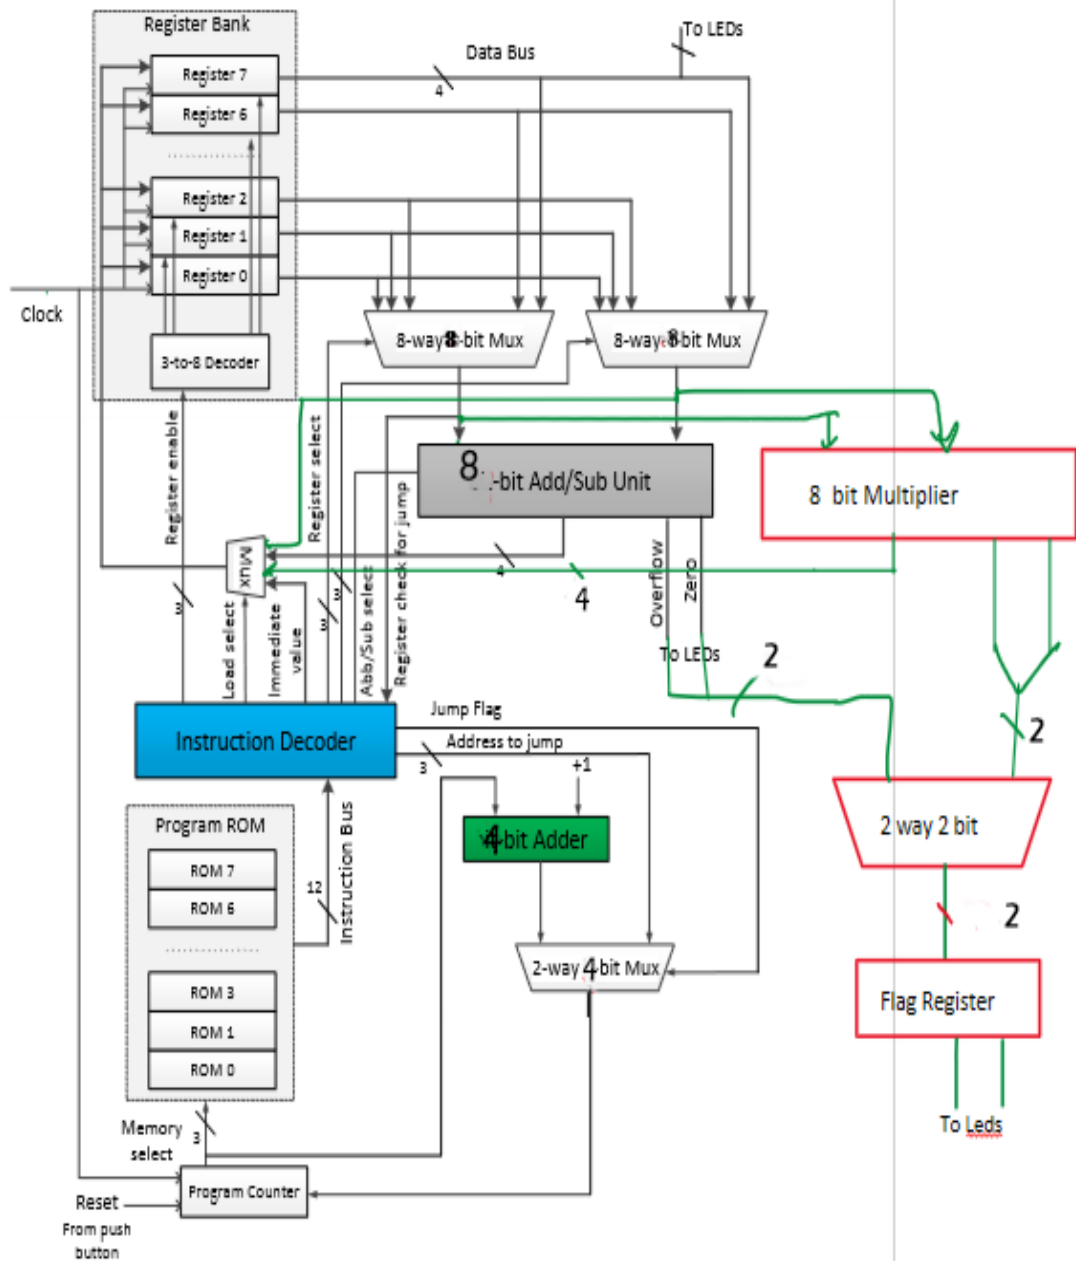 Register Bank
To LEDs
Data Bus
Register 7
4
Register 6
Register 2
Register 1
Register 0
Clock
8-way 8-bit Mux
8-way 8-bit Mux
3-to-8 Decoder
Register enable
Register select
Register check for jump
8-bit Add/Sub Unit
8 bit Multiplier
Mux
4
4
3
3
3
Load select
Immediate value
Abb/Sub select
Overflow
Zero
To LEDs
2
2
Instruction Decoder
Jump Flag
Address to jump
3
+1
Program ROM
Instruction Bus
12
4-bit Adder
2 way 2 bit
ROM 7
ROM 6
2
2-way 4-bit Mux
ROM 3
ROM 1
ROM 0
Flag Register
Memory
select
3
To Leds
Program Counter
Reset
From push
button